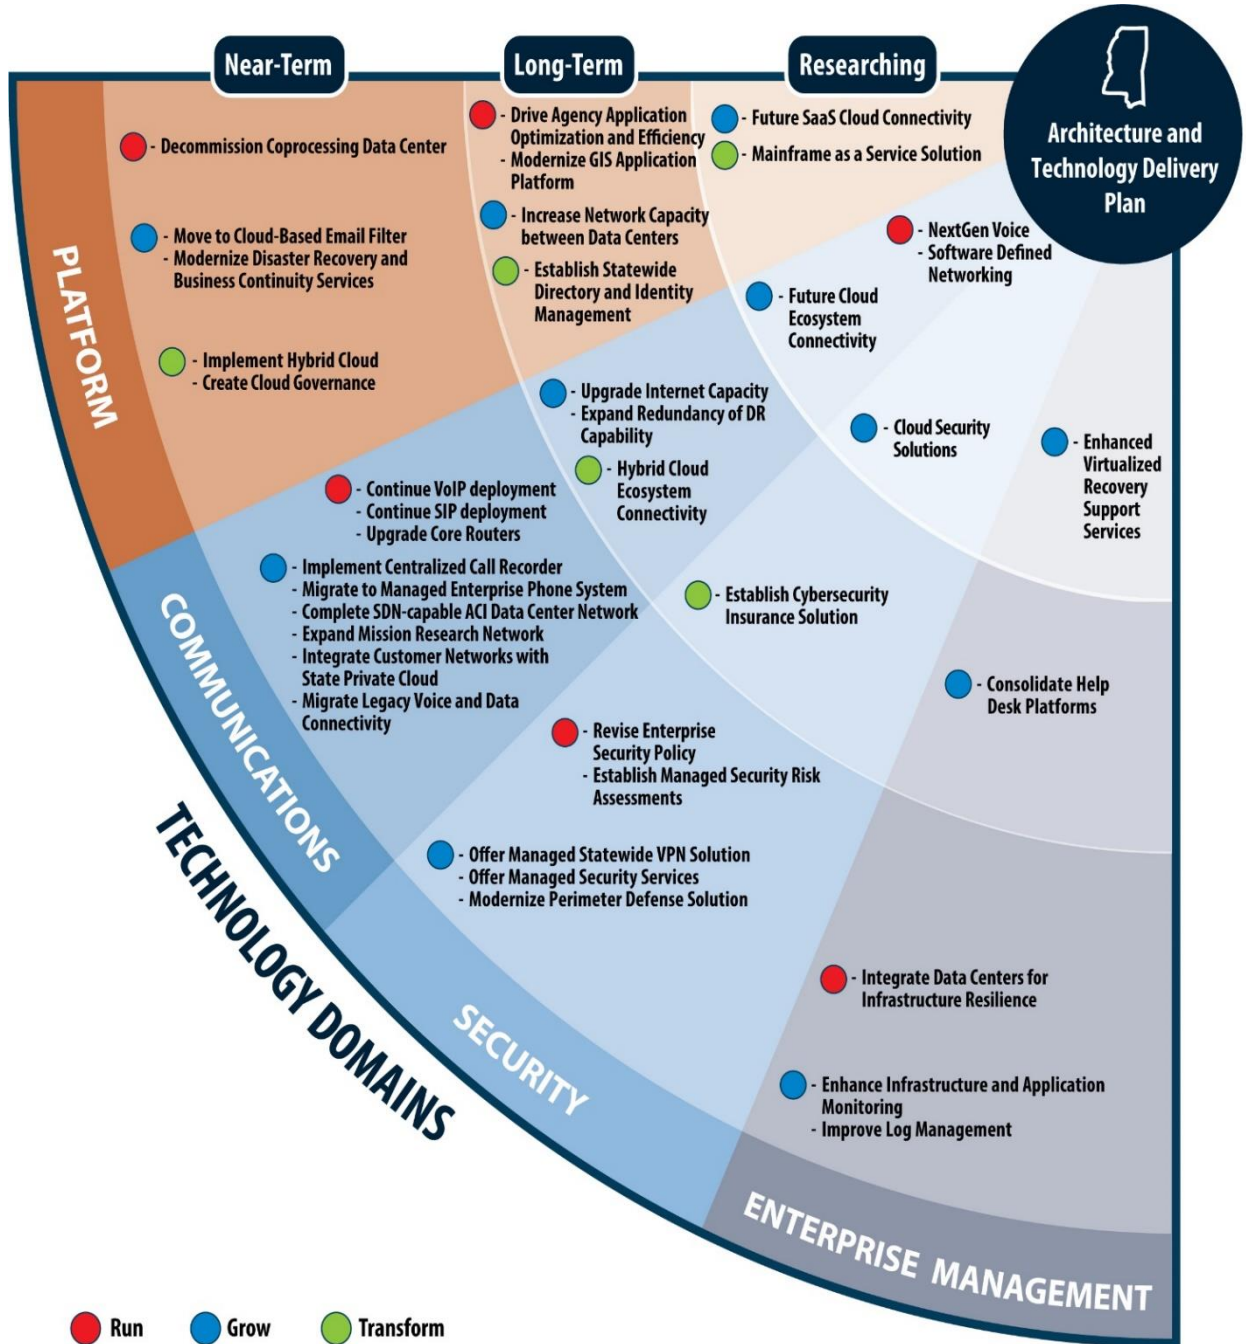 Near-Term
Long-Term
Researching
Architecture and
Technology Delivery
Plan
PLATFORM
- Decommission Coprocessing Data Center
- Move to Cloud-Based Email Filter
- Modernize Disaster Recovery and
Business Continuity Services
- Implement Hybrid Cloud
- Create Cloud Governance
- Drive Agency Application
Optimization and Efficiency
- Modernize GIS Application
Platform
- Increase Network Capacity
between Data Centers
- Establish Statewide
Directory and Identity
Management
- Future SaaS Cloud Connectivity
- Mainframe as a Service Solution
COMMUNICATIONS
- Continue VoIP deployment
- Continue SIP deployment
- Upgrade Core Routers
- Implement Centralized Call Recorder
- Migrate to Managed Enterprise Phone System
- Complete SDN-capable ACI Data Center Network
- Expand Mission Research Network
- Integrate Customer Networks with
State Private Cloud
- Migrate Legacy Voice and Data
Connectivity
- Upgrade Internet Capacity
- Expand Redundancy of DR
Capability
- Hybrid Cloud
Ecosystem
Connectivity
- NextGen Voice
- Software Defined
Networking
- Future Cloud
Ecosystem
Connectivity
SECURITY
- Revise Enterprise
Security Policy
- Establish Managed Security Risk
Assessments
- Offer Managed Statewide VPN Solution
- Offer Managed Security Services
- Modernize Perimeter Defense Solution
- Establish Cybersecurity
Insurance Solution
- Cloud Security
Solutions
ENTERPRISE MANAGEMENT
- Integrate Data Centers for
Infrastructure Resilience
- Enhance Infrastructure and Application
Monitoring
- Improve Log Management
- Consolidate Help
Desk Platforms
- Enhanced
Virtualized
Recovery
Support
Services
TECHNOLOGY DOMAINS
Run
Grow
Transform